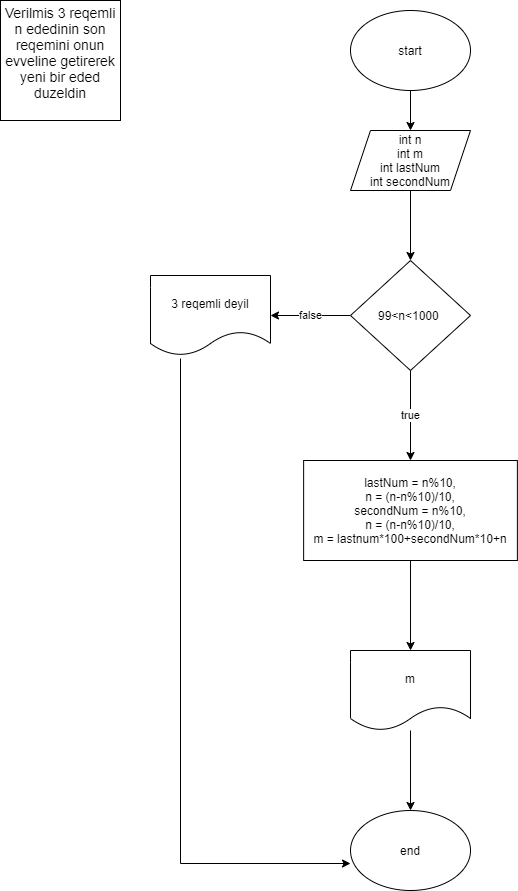 Verilmis 3 reqemli
n ededinin son
reqemini onun
evveline getirerek
yeni bir eded
duzeldin
start
int n
int m
int lastNum
int secondNum
99<n<1000
false
3 reqemli deyil
true
lastNum = n%10,
n = (n-n%10)/10,
secondNum = n%10,
n = (n-n%10)/10,
m = lastnum*100+secondNum*10+n
m
end